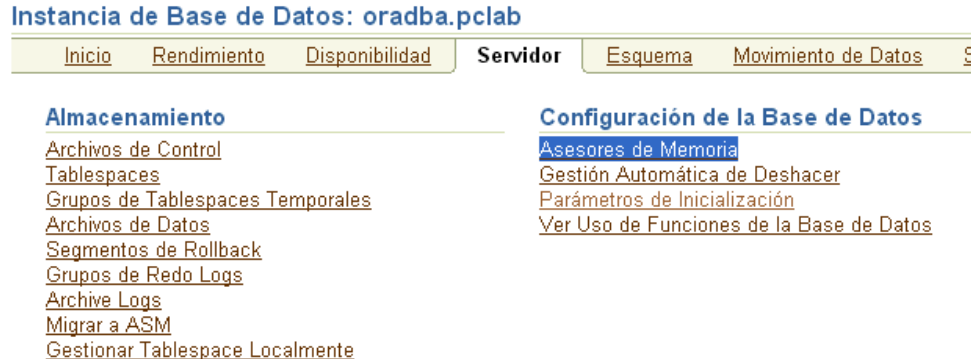 Instancia de Base de Datos: oradba.pclab
Inicio Rendimiento Disponibilidad Servidor Esquema Movimiento de Datos S
Almacenamiento
Archivos de Control
Tablespaces
Grupos de Tablespaces Temporales
Archivos de Datos
Segmentos de Rollback
Grupos de Redo Logs
Archive Logs
Migrar a ASM
Gestionar Tablespace Localmente
Configuración de la Base de Datos
Asesores de Memoria
Gestión Automática de Deshacer
Parámetros de Inicialización
Ver Uso de Funciones de la Base de Datos